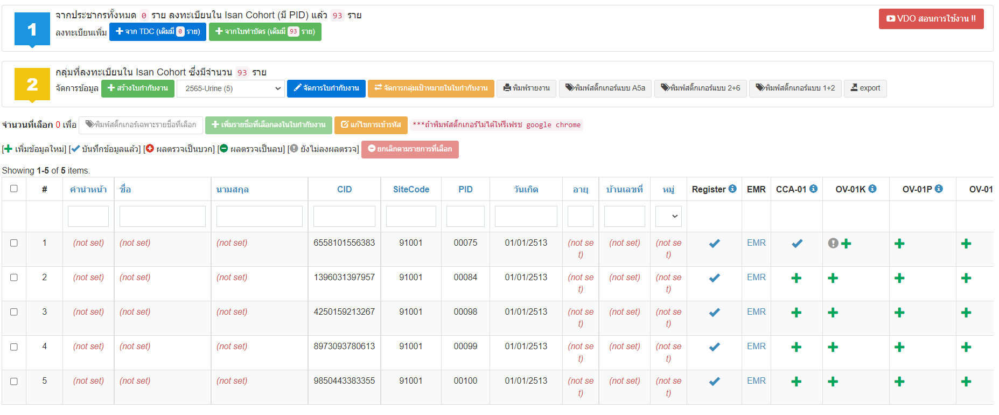 1
จากประชากรทั้งหมด 0 ราย ลงทะเบียนใน Isan Cohort (มี PID) แล้ว 93 ราย
ลงทะเบียนเพิ่ม จาก TDC (เดิมมี 0 ราย) จากใบทำบัตร (เดิมมี 93 ราย)
VDO สอนการใช้งาน !!
2
กลุ่มที่ลงทะเบียนใน Isan Cohort ซึ่งมีจำนวน 93 ราย
จัดการข้อมูล สร้างใบกำกับงาน 2565-Urine (5) จัดการใบกำกับงาน จัดการกลุ่มเป้าหมายในใบกำกับงาน พิมพ์รายงาน พิมพ์สติ๊กเกอร์แบบ A5a พิมพ์สติ๊กเกอร์แบบ 2+6 พิมพ์สติ๊กเกอร์แบบ 1+2 export
จำนวนที่เลือก 0 เพื่อ พิมพ์สติ๊กเกอร์เฉพาะรายชื่อที่เลือก เพิ่มรายชื่อที่เลือกลงในใบกำกับงาน แก้ไขการเข้ารหัส ***ถ้าพิมพ์สติ๊กเกอร์ไม่ได้ให้รีเฟรช google chrome
[ เพิ่มข้อมูลใหม่] [ บันทึกข้อมูลแล้ว] [ ผลตรวจเป็นบวก] [ ผลตรวจเป็นลบ] [ ยังไม่ลงผลตรวจ] ยกเลิกตามรายการที่เลือก
Showing 1-5 of 5 items.
# คำนำหน้า ชื่อ นามสกุล CID SiteCode PID วันเกิด อายุ บ้านเลขที่ หมู่ Register EMR CCA-01 OV-01K OV-01P OV-01
1 (not set) (not set) (not set) 6558101556383 91001 00075 01/01/2513 (not se (not set) (not se EMR
t) t)
2 (not set) (not set) (not set) 1396031397957 91001 00084 01/01/2513 (not se (not set) (not se EMR
t) t)
3 (not set) (not set) (not set) 4250159213267 91001 00098 01/01/2513 (not se (not set) (not se EMR
t) t)
4 (not set) (not set) (not set) 8973093780613 91001 00099 01/01/2513 (not se (not set) (not se EMR
t) t)
5 (not set) (not set) (not set) 9850443383355 91001 00100 01/01/2513 (not se (not set) (not se EMR
t) t)